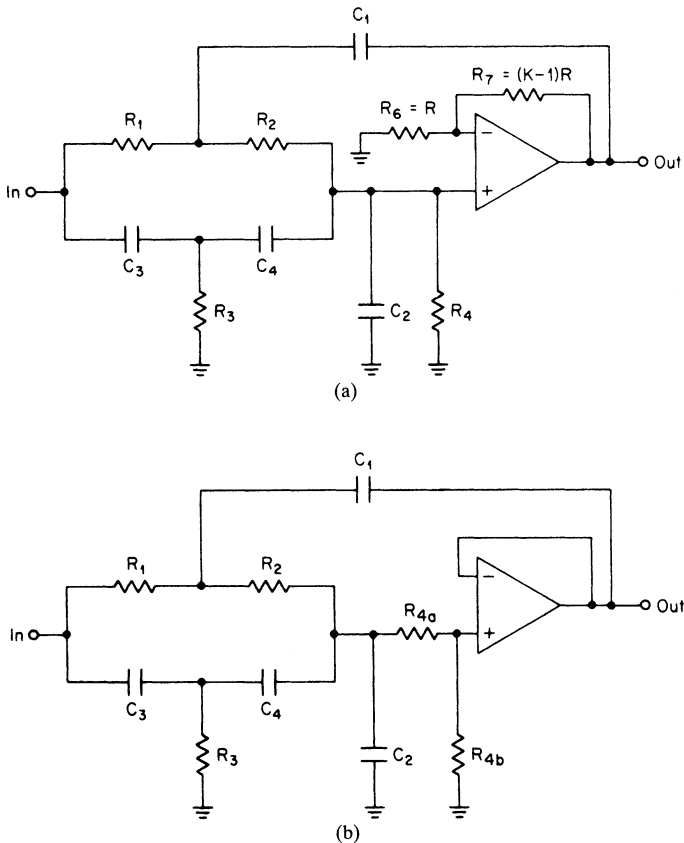 C₁
R₇ = (K−1)R
R₆ = R
R₁
R₂
In
Out
C₃
C₄
R₃
C₂
R₄
(a)
C₁
R₁
R₂
R₄ₐ
In
Out
C₃
C₄
R₃
C₂
R₄b
(b)